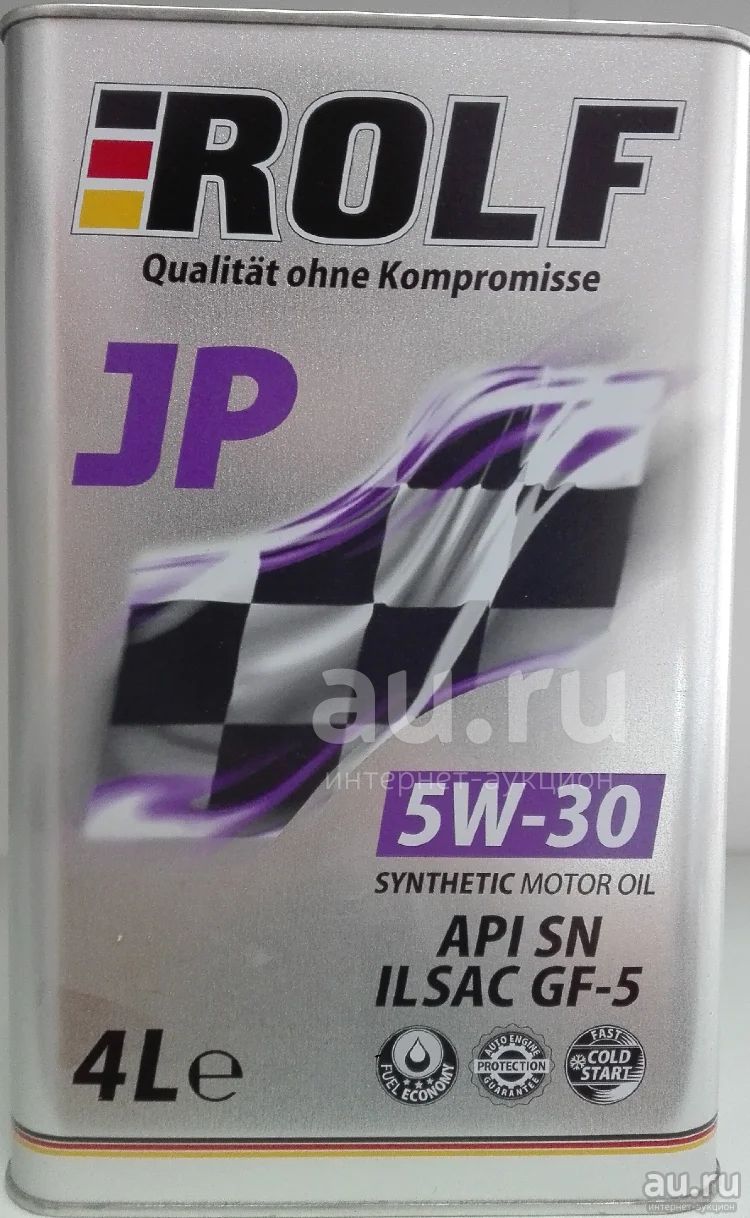 ROLF
Qualität ohne Kompromisse
JP
au.ru
интернет-аукцион
5W-30
SYNTHETIC MOTOR OIL
API SN
ILSAC GF-5
4L e
FUEL ECONOMY
AUTO ENGINE
PROTECTION
GUARANTEE
FAST
COLD
START
au.ru
интернет-аукцион